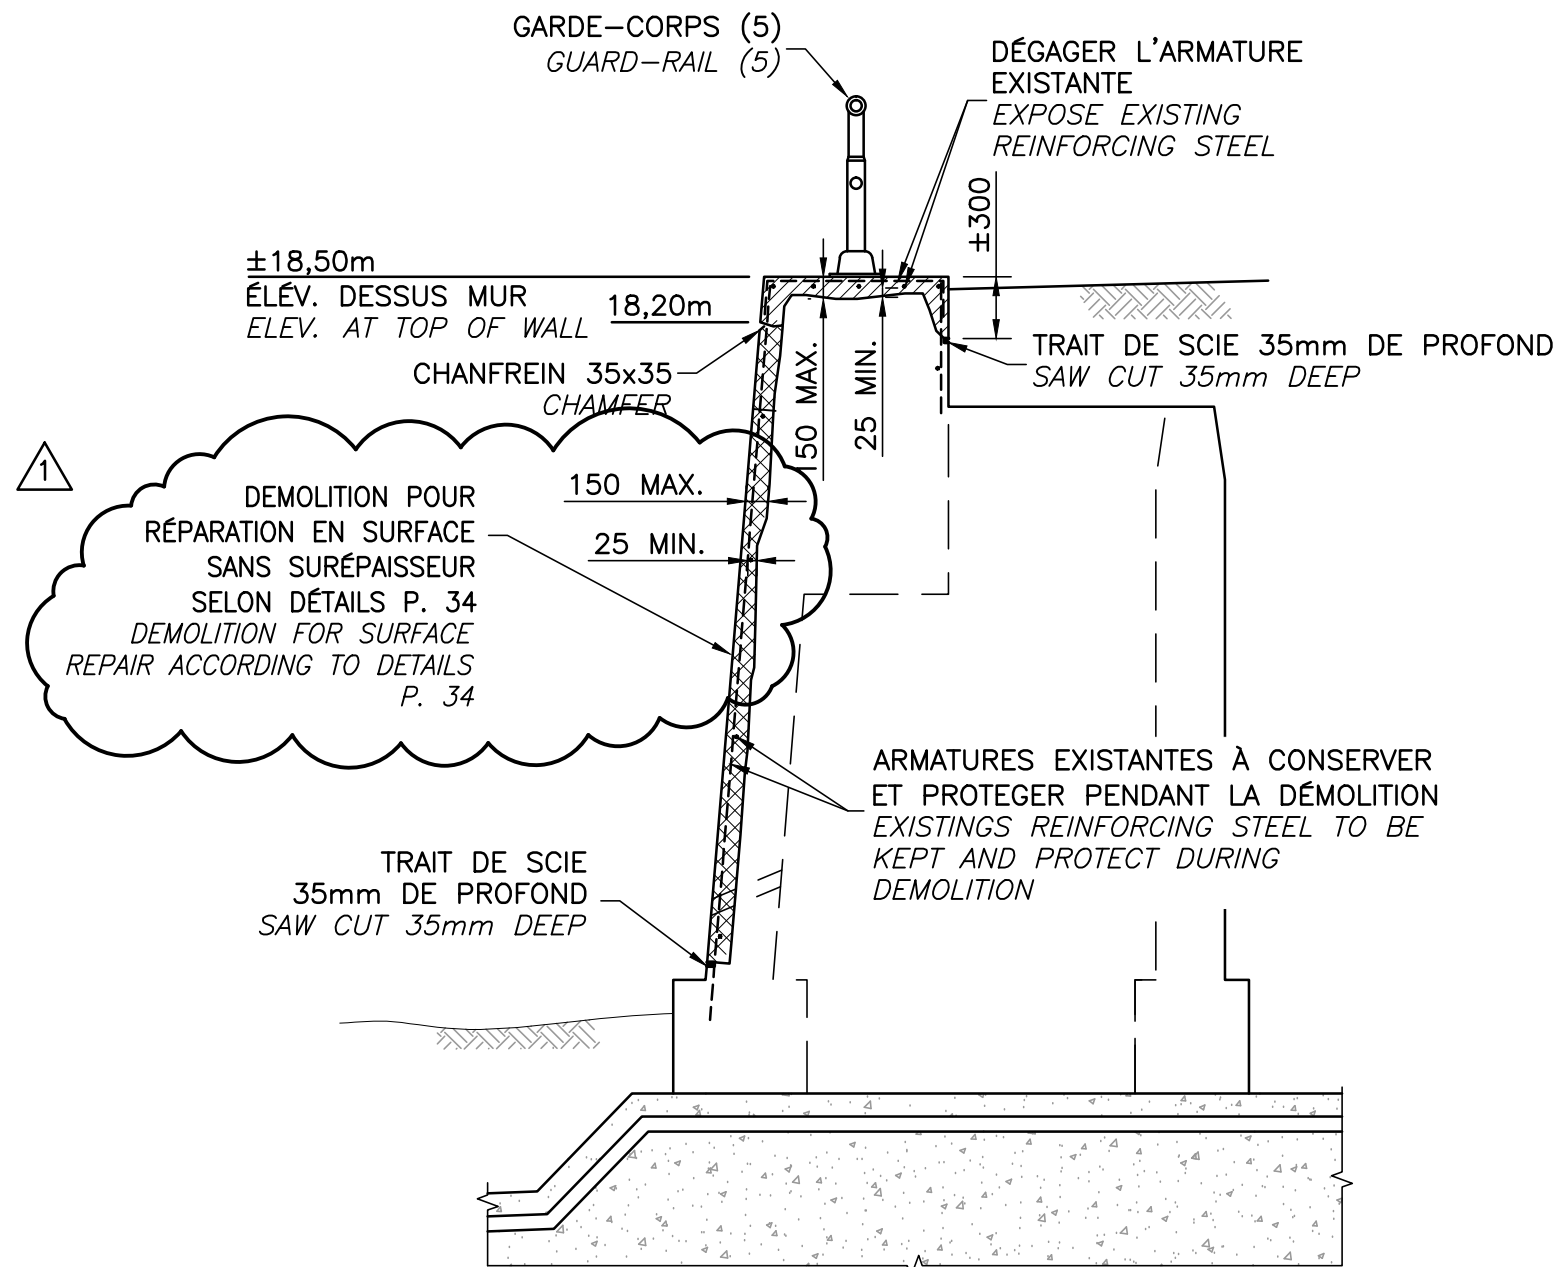 GARDE-CORPS (5)
GUARD-RAIL (5)
DÉGAGER L'ARMATURE
EXISTANTE
EXPOSE EXISTING
REINFORCING STEEL
±300
±18,50m
ÉLÉV. DESSUS MUR
ELEV. AT TOP OF WALL
18,20m
CHANFREIN 35x35
CHAMFER
150 MAX.
25 MIN.
TRAIT DE SCIE 35mm DE PROFOND
SAW CUT 35mm DEEP
1
DEMOLITION POUR
RÉPARATION EN SURFACE
SANS SURÉPAISSEUR
SELON DÉTAILS P. 34
DEMOLITION FOR SURFACE
REPAIR ACCORDING TO DETAILS
P. 34
150 MAX.
25 MIN.
ARMATURES EXISTANTES À CONSERVER
ET PROTEGER PENDANT LA DÉMOLITION
EXISTINGS REINFORCING STEEL TO BE
KEPT AND PROTECT DURING
DEMOLITION
TRAIT DE SCIE
35mm DE PROFOND
SAW CUT 35mm DEEP